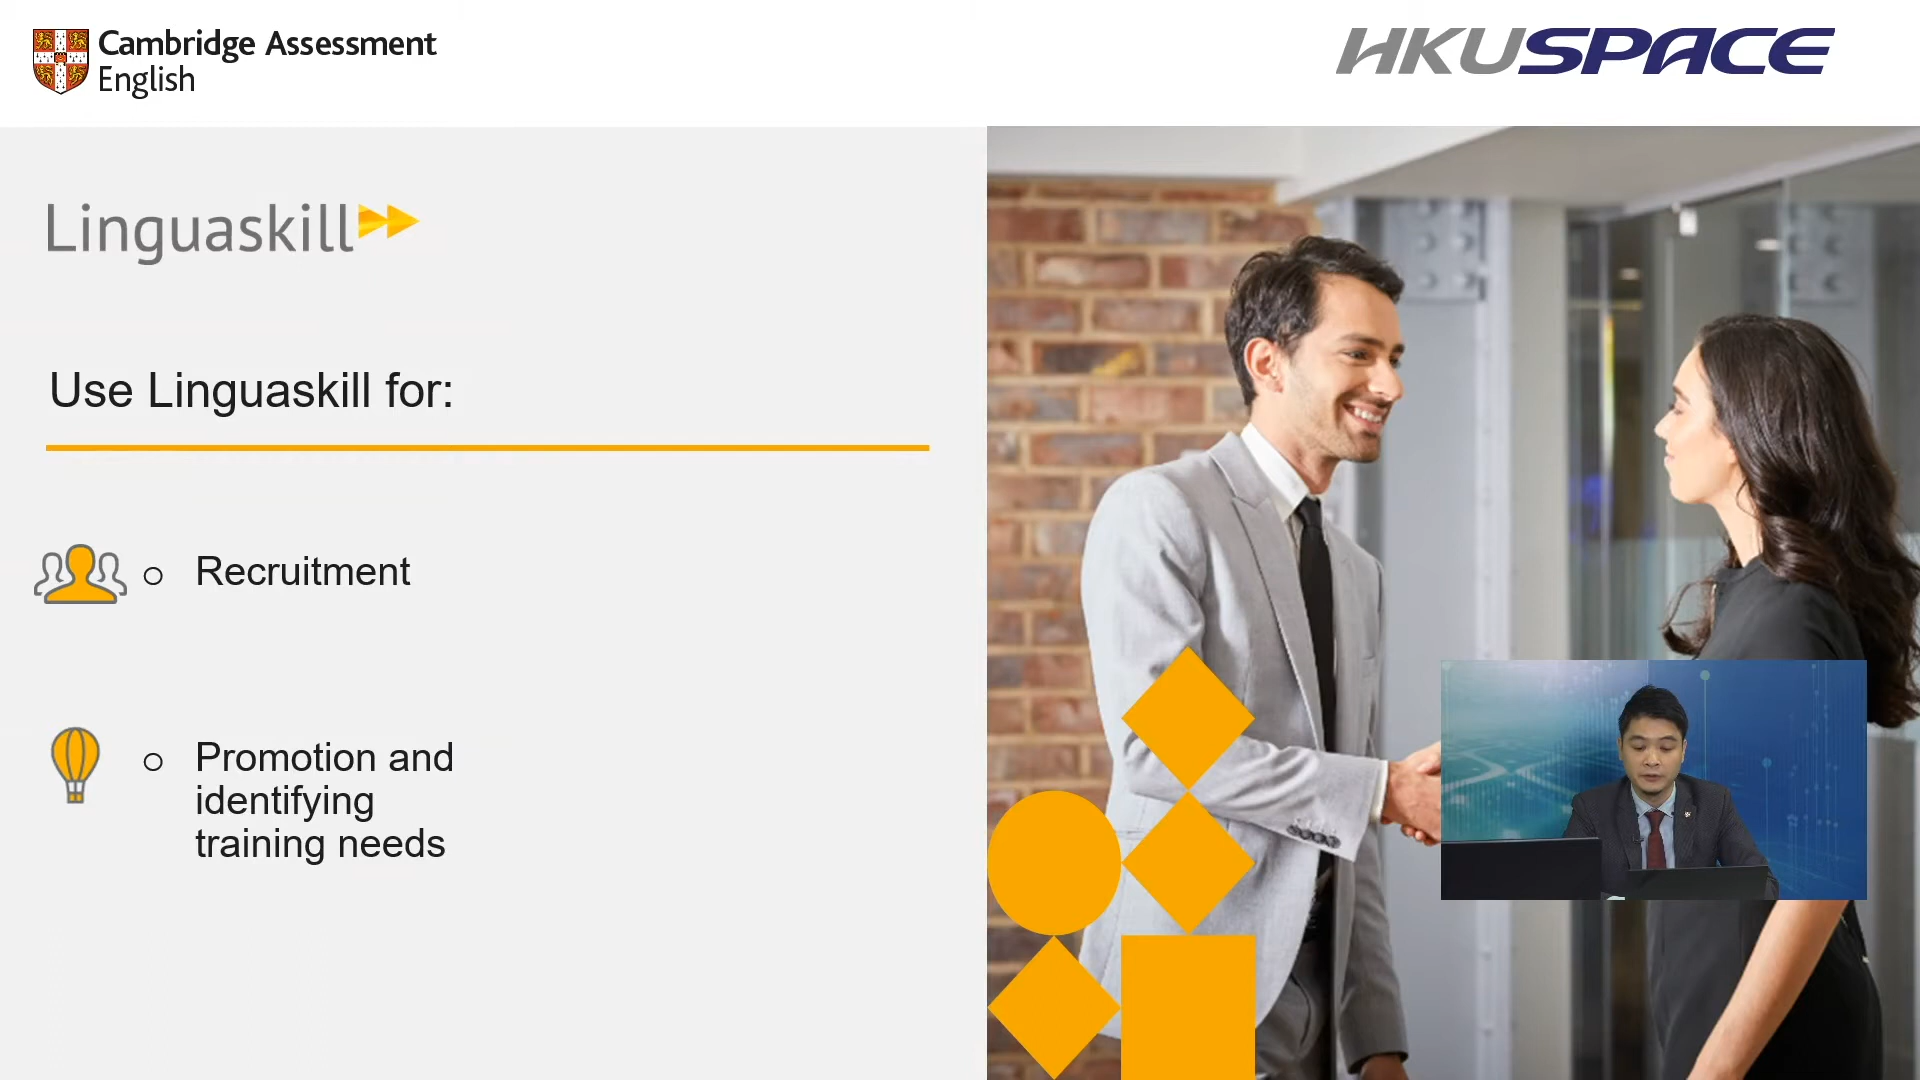 Cambridge Assessment
English
HKUSPACE
Linguaskill
Use Linguaskill for:
Recruitment
Promotion and
identifying
training needs